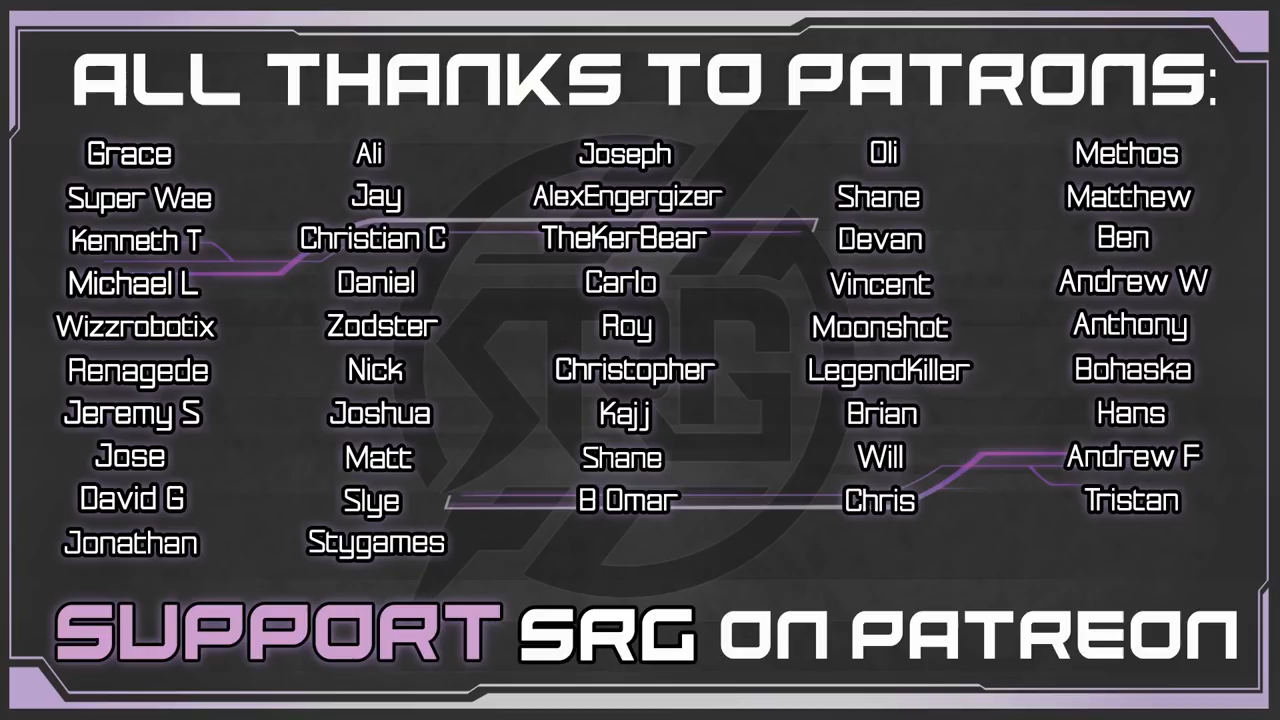 ALL THANKS TO PATRONS:
Grace Ali Joseph Oli Methos
Super Wae Jay AlexEngergizer Shane Matthew
Kenneth T Christian C TheKerBear Devan Ben
Michael L Daniel Carlo Vincent Andrew W
Wizzrobotix Zodster Roy Moonshot Anthony
Renagede Nick Christopher LegendKiller Bohaska
Jeremy S Joshua Kajj Brian Hans
Jose Matt Shane Will Andrew F
David G Slye B Omar Chris Tristan
Jonathan Stygames
SUPPORT SRG ON PATREON